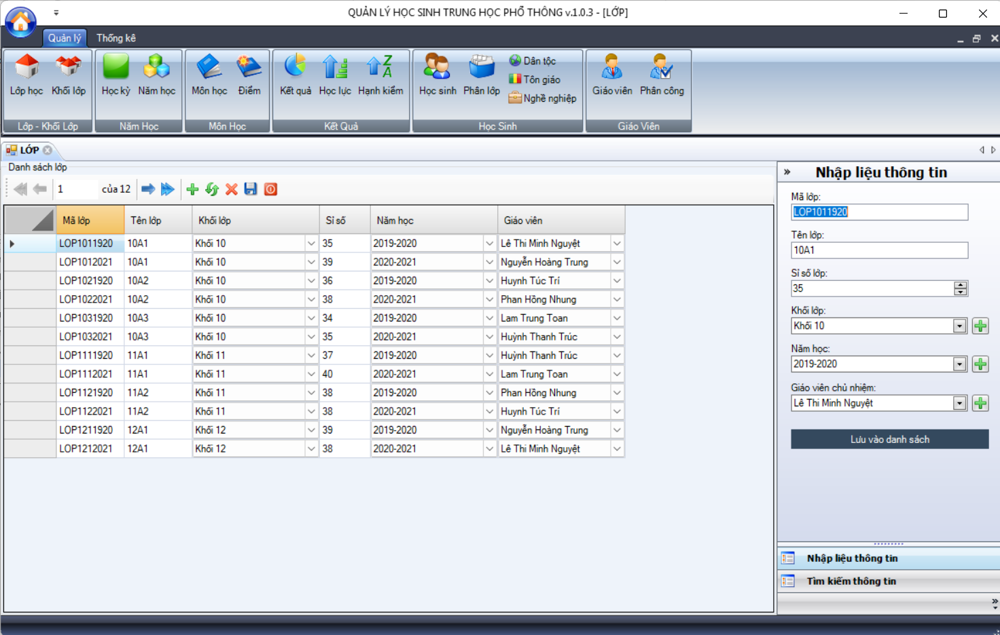 QUẢN LÝ HỌC SINH TRUNG HỌC PHỔ THÔNG v.1.0.3 - [LỚP]
Quản lý Thống kê
Lớp học Khối lớp Học kỳ Năm học Môn học Điểm Kết quả Học lực Hạnh kiểm Học sinh Phân lớp Dân tộc Tôn giáo Nghề nghiệp Giáo viên Phân công
Lớp - Khối Lớp Năm Học Môn Học Kết Quả Học Sinh Giáo Viên
LỚP
Danh sách lớp
1 của 12
Mã lớp Tên lớp Khối lớp Sỉ số Năm học Giáo viên
LOP1011920 10A1 Khối 10 35 2019-2020 Lê Thi Minh Nguyệt
LOP1012021 10A1 Khối 10 39 2020-2021 Nguyễn Hoàng Trung
LOP1021920 10A2 Khối 10 36 2019-2020 Huynh Túc Trí
LOP1022021 10A2 Khối 10 38 2020-2021 Phan Hồng Nhung
LOP1031920 10A3 Khối 10 34 2019-2020 Lam Trung Toan
LOP1032021 10A3 Khối 10 35 2020-2021 Huỳnh Thanh Trúc
LOP1111920 11A1 Khối 11 37 2019-2020 Huỳnh Thanh Trúc
LOP1112021 11A1 Khối 11 40 2020-2021 Lam Trung Toan
LOP1121920 11A2 Khối 11 38 2019-2020 Phan Hồng Nhung
LOP1122021 11A2 Khối 11 38 2020-2021 Huynh Túc Trí
LOP1211920 12A1 Khối 12 39 2019-2020 Nguyễn Hoàng Trung
LOP1212021 12A1 Khối 12 38 2020-2021 Lê Thi Minh Nguyệt
Nhập liệu thông tin
Mã lớp:
LOP1011920
Tên lớp:
10A1
Sỉ số lớp:
35
Khối lớp:
Khối 10
Năm học:
2019-2020
Giáo viên chủ nhiệm:
Lê Thi Minh Nguyệt
Lưu vào danh sách
Nhập liệu thông tin
Tìm kiếm thông tin